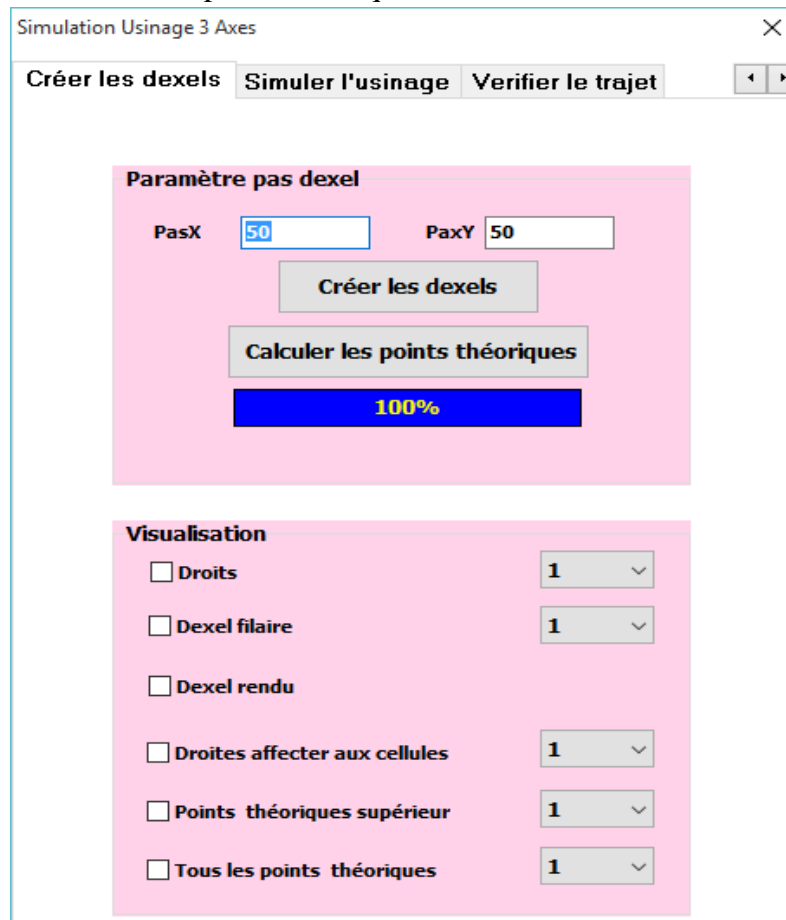 Simulation Usinage 3 Axes
Créer les dexels Simuler l'usinage Verifier le trajet
Paramètre pas dexel
PasX 50 PaxY 50
Créer les dexels
Calculer les points théoriques
100%
Visualisation
Droits 1
Dexel filaire 1
Dexel rendu
Droites affecter aux cellules 1
Points théoriques supérieur 1
Tous les points théoriques 1